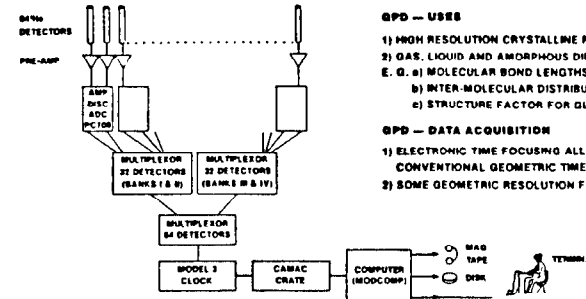 64 ³He
DETECTORS
PRE-AMP
AMP
DISC
ADC
PC100
MULTIPLEXOR
32 DETECTORS
(BANKS I & II)
MULTIPLEXOR
32 DETECTORS
(BANKS III & IV)
MULTIPLEXOR
64 DETECTORS
MODEL 3
CLOCK
CAMAC
CRATE
COMPUTER
(MODCOMP)
MAG
TAPE
DISK
TERMIN
GPD — USES
1) HIGH RESOLUTION CRYSTALLINE
2) GAS, LIQUID AND AMORPHOUS
E. G. a) MOLECULAR BOND LENGTHS
b) INTER-MOLECULAR
c) STRUCTURE FACTOR FOR
GPD — DATA ACQUISITION
1) ELECTRONIC TIME FOCUSING ALL
CONVENTIONAL GEOMETRIC TIME
2) SOME GEOMETRIC RESOLUTION